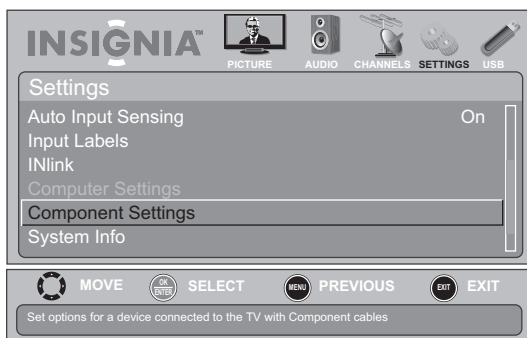 INSIGNIA™
PICTURE AUDIO CHANNELS SETTINGS USB
Settings
Auto Input Sensing On
Input Labels
INlink
Computer Settings
Component Settings
System Info
MOVE OK ENTER SELECT MENU PREVIOUS EXIT EXIT
Set options for a device connected to the TV with Component cables